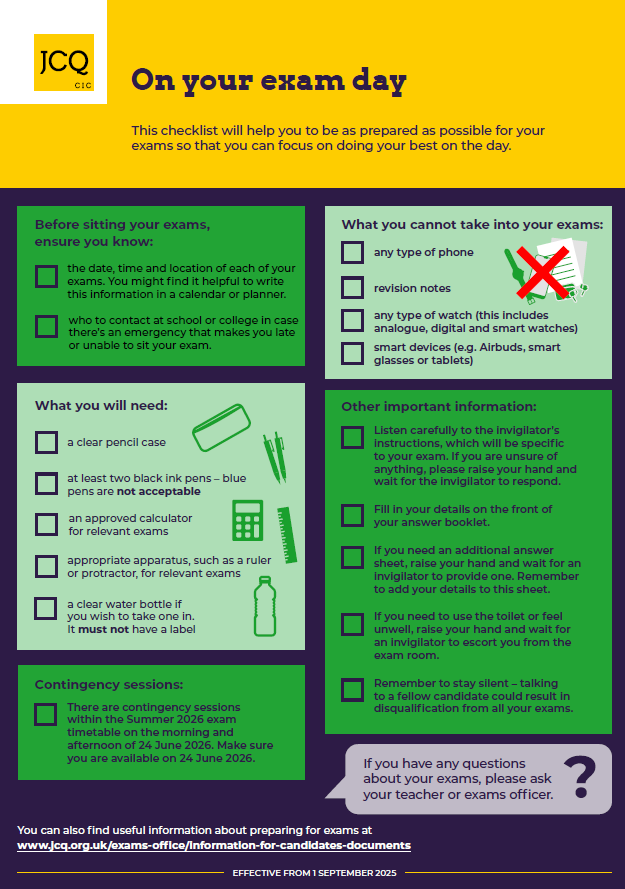 JCQ
CIC
On your exam day
This checklist will help you to be as prepared as possible for your
exams so that you can focus on doing your best on the day.
Before sitting your exams,
ensure you know:
the date, time and location of each of your
exams. You might find it helpful to write
this information in a calendar or planner.
who to contact at school or college in case
there's an emergency that makes you late
or unable to sit your exam.
What you will need:
a clear pencil case
at least two black ink pens – blue
pens are not acceptable
an approved calculator
for relevant exams
appropriate apparatus, such as a ruler
or protractor, for relevant exams
a clear water bottle if
you wish to take one in.
It must not have a label
Contingency sessions:
There are contingency sessions
within the Summer 2026 exam
timetable on the morning and
afternoon of 24 June 2026. Make sure
you are available on 24 June 2026.
What you cannot take into your exams:
any type of phone
revision notes
any type of watch (this includes
analogue, digital and smart watches)
smart devices (e.g. Airbuds, smart
glasses or tablets)
Other important information:
Listen carefully to the invigilator's
instructions, which will be specific
to your exam. If you are unsure of
anything, please raise your hand and
wait for the invigilator to respond.
Fill in your details on the front of
your answer booklet.
If you need an additional answer
sheet, raise your hand and wait for an
invigilator to provide one. Remember
to add your details to this sheet.
If you need to use the toilet or feel
unwell, raise your hand and wait for
an invigilator to escort you from the
exam room.
Remember to stay silent – talking
to a fellow candidate could result in
disqualification from all your exams.
If you have any questions
about your exams, please ask
your teacher or exams officer.
?
You can also find useful information about preparing for exams at
www.jcq.org.uk/exams-office/information-for-candidates-documents
EFFECTIVE FROM 1 SEPTEMBER 2025